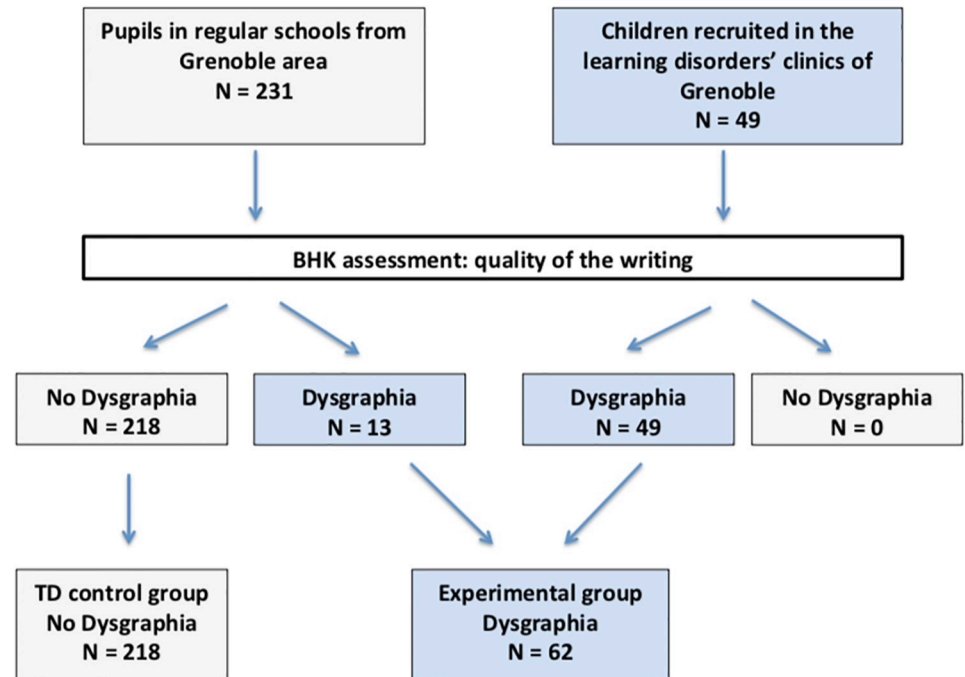 Pupils in regular schools from
Grenoble area
N = 231
Children recruited in the
learning disorders' clinics of
Grenoble
N = 49
BHK assessment: quality of the writing
No Dysgraphia
N = 218
Dysgraphia
N = 13
Dysgraphia
N = 49
No Dysgraphia
N = 0
TD control group
No Dysgraphia
N = 218
Experimental group
Dysgraphia
N = 62